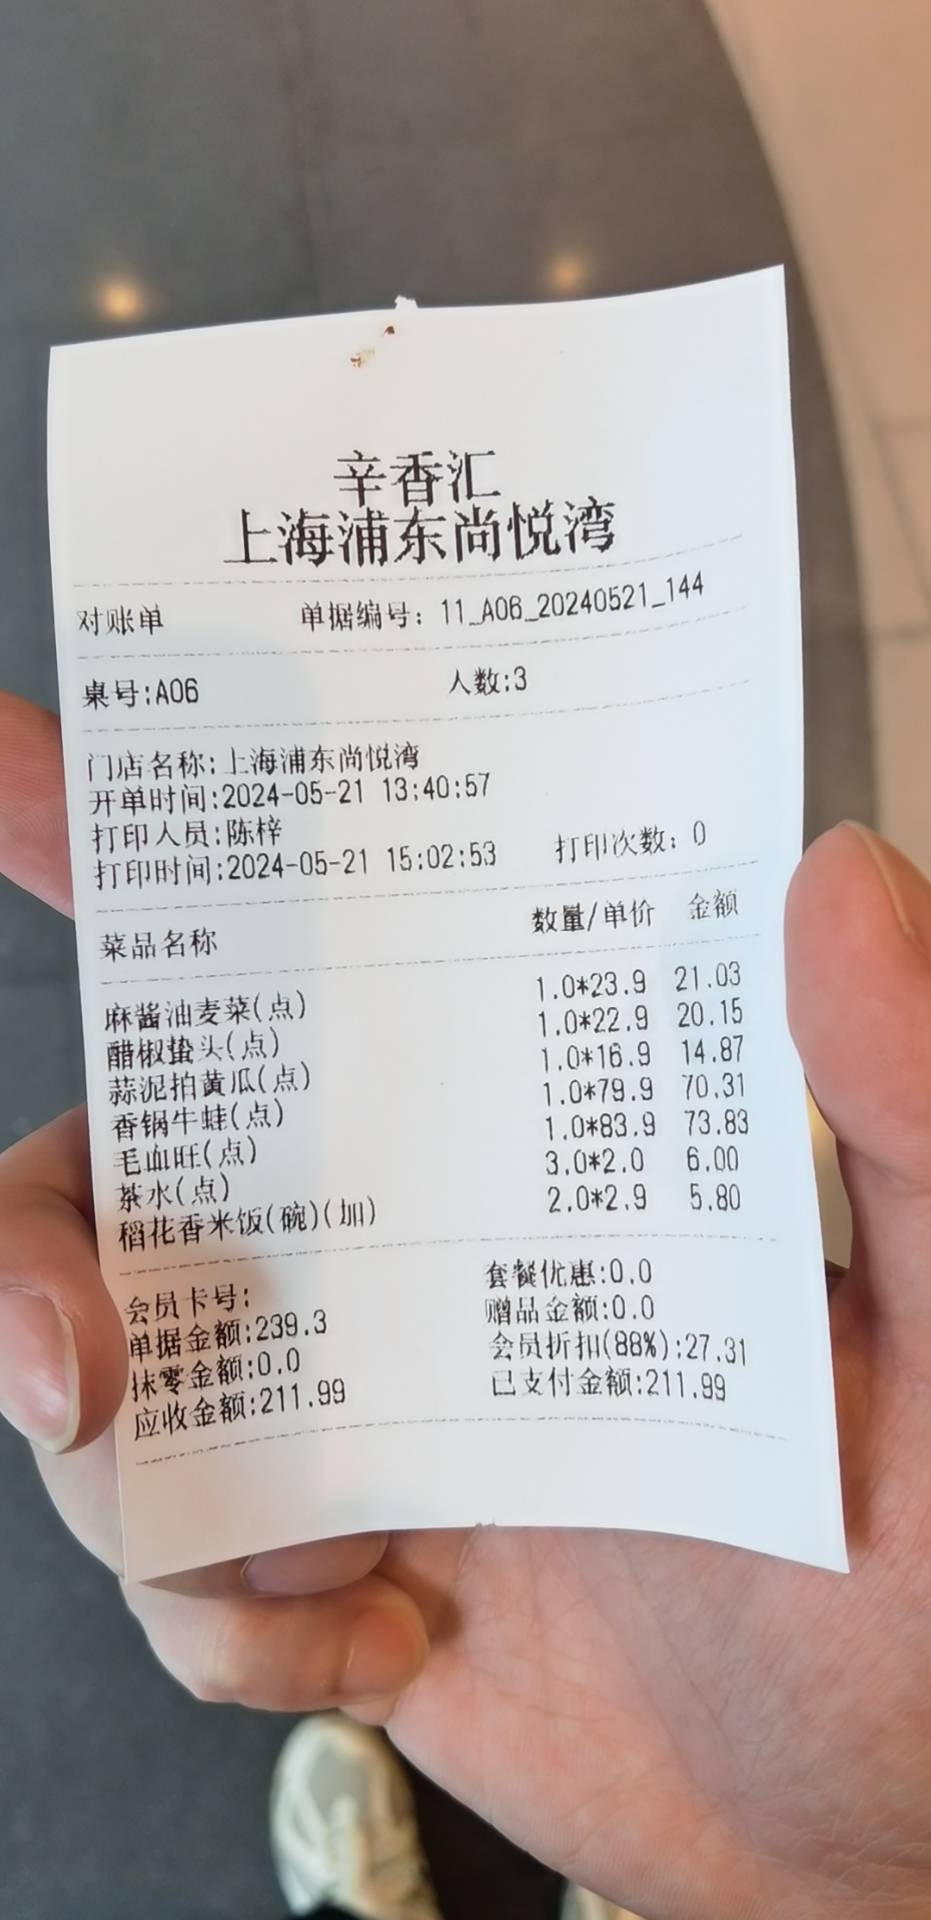 辛香汇
上海浦东尚悦湾
对账单 单据编号: 11_A06_20240521_144
桌号:A06 人数:3
门店名称:上海浦东尚悦湾
开单时间:2024-05-21 13:40:57
打印人员:陈梓
打印时间:2024-05-21 15:02:53 打印次数: 0
菜品名称 数量/单价 金额
麻酱油麦菜(点) 1.0*23.9 21.03
醋椒蛰头(点) 1.0*22.9 20.15
蒜泥拍黄瓜(点) 1.0*16.9 14.87
香锅牛蛙(点) 1.0*79.9 70.31
毛血旺(点) 1.0*83.9 73.83
茶水(点) 3.0*2.0 6.00
稻花香米饭(碗)(加) 2.0*2.9 5.80
会员卡号: 套餐优惠:0.0
单据金额:239.3 赠品金额:0.0
抹零金额:0.0 会员折扣(88%):27.31
应收金额:211.99 已支付金额:211.99